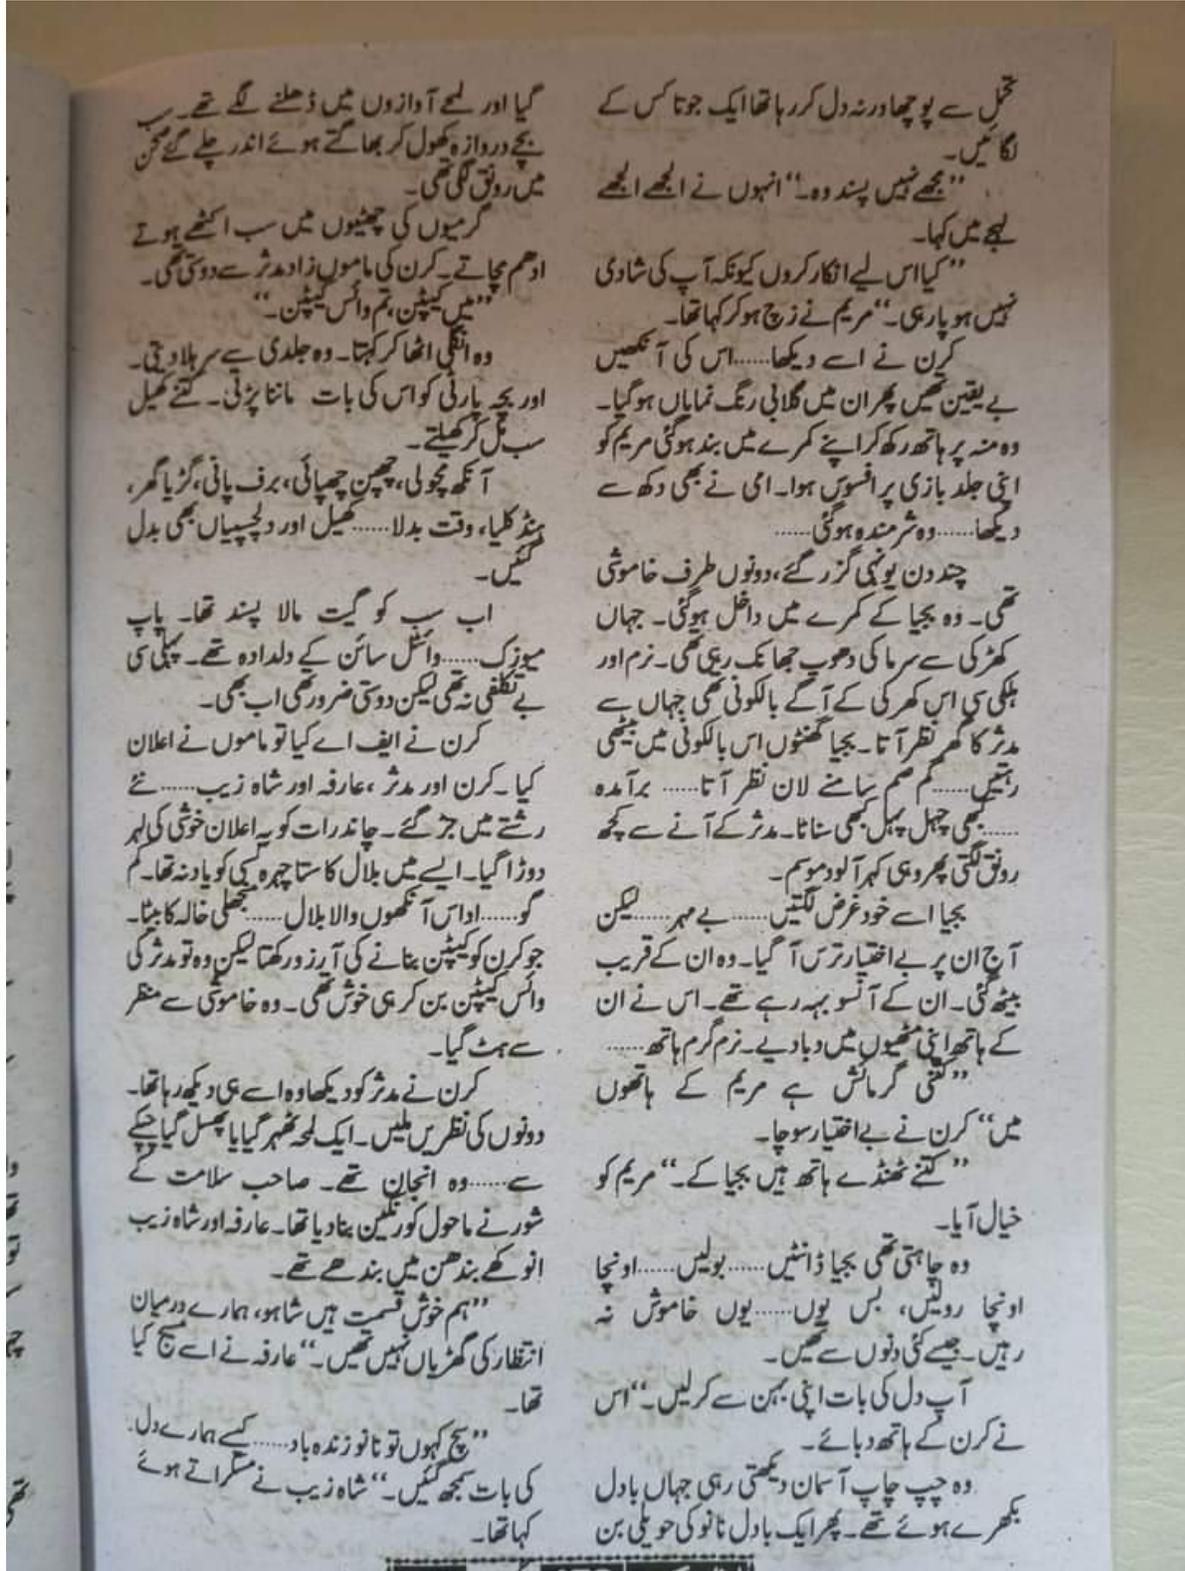 تحمل سے پوچھا ورنہ دل کر رہا تھا ایک جوتا کس کے
لگائیں۔
”مجھے نہیں پسند وہ۔“ انہوں نے الجھے الجھے
لہجے میں کہا۔
”کیا اس لیے انکار کروں کیونکہ آپ کی شادی
نہیں ہو پا رہی۔“ مریم نے زچ ہو کر کہا تھا۔
کرن نے اسے دیکھا......اس کی آنکھیں
بے یقین تھیں پھر ان میں گلابی رنگ نمایاں ہو گیا۔
وہ منہ پر ہاتھ رکھ کر اپنے کمرے میں بند ہو گئی مریم کو
اپنی جلد بازی پر افسوس ہوا۔ امی نے بھی دکھ سے
دیکھا......وہ شرمندہ ہو گئی......
چند دن یونہی گزر گئے، دونوں طرف خاموشی
تھی۔ وہ بجیا کے کمرے میں داخل ہو گئی۔ جہاں
کھڑکی سے سرما کی دھوپ جھانک رہی تھی۔ نرم اور
ہلکی سی اس کھڑکی کے آگے بالکونی تھی جہاں سے
مدثر کا گھر نظر آتا۔ بجیا گھنٹوں اس بالکونی میں بیٹھی
رہتیں......گم صم سامنے لان نظر آتا...... برآمدہ
......کبھی چہل پہل کبھی سناٹا۔ مدثر کے آنے سے کچھ
رونق لگتی پھر وہی کہر آلود موسم۔
بجیا اسے خود غرض لگتیں......بے مہر......لیکن
آج ان پر بے اختیار ترس آ گیا۔ وہ ان کے قریب
بیٹھ گئی۔ ان کے آنسو بہہ رہے تھے۔ اس نے ان
کے ہاتھ اپنی مٹھیوں میں دبا دیے۔ نرم گرم ہاتھ......
”کتنی گرمائش ہے مریم کے ہاتھوں
میں“ کرن نے بے اختیار سوچا۔
”کتنے ٹھنڈے ہاتھ ہیں بجیا کے۔“ مریم کو
خیال آیا۔
وہ چاہتی تھی بجیا ڈانٹیں......بولیں......اونچا
اونچا روئیں، بس یوں......یوں خاموش نہ
رہیں۔ جیسے کئی دنوں سے تھیں۔
آپ دل کی بات اپنی بہن سے کر لیں۔“ اس
نے کرن کے ہاتھ دبائے۔
وہ چپ چاپ آسمان دیکھتی رہی جہاں بادل
بکھرے ہوئے تھے۔ پھر ایک بادل نانو کی حویلی بن
گیا اور لمحے آوازوں میں ڈھلنے لگے تھے۔ سب
بچے دروازہ کھول کر بھاگتے ہوئے اندر چلے گئے صحن
میں رونق لگی تھی۔
گرمیوں کی چھٹیوں میں سب اکٹھے ہوتے
ادھم مچاتے۔ کرن کی ماموں زاد مدثر سے دوستی تھی۔
”میں کیپٹن، تم وائس کیپٹن۔“
وہ انگلی اٹھا کر کہتا۔ وہ جلدی سے سر ہلا دیتی۔
اور بچہ پارٹی کو اس کی بات ماننا پڑتی۔ کتنے کھیل
سب مل کر کھیلتے۔
آنکھ مچولی، چھپن چھپائی، برف پانی، گڑیا گھر،
ہنڈ کلیا، وقت بدلا......کھیل اور دلچسپیاں بھی بدل
گئیں۔
اب سب کو گیت مالا پسند تھا۔ پاپ
میوزک......وائٹل سائن کے دلدادہ تھے۔ پہلی سی
بے تکلفی نہ تھی لیکن دوستی ضرور تھی اب بھی۔
کرن نے ایف اے کیا تو ماموں نے اعلان
کیا۔ کرن اور مدثر، عارفہ اور شاہ زیب......نئے
رشتے میں جڑ گئے۔ چاند رات کو یہ اعلان خوشی کی لہر
دوڑا گیا۔ ایسے میں بلال کا ستا چہرہ کسی کو یاد نہ تھا۔ کم
گو......اداس آنکھوں والا بلال......منجھلی خالہ کا بیٹا۔
جو کرن کو کیپٹن بنانے کی آرزو رکھتا لیکن وہ تو مدثر کی
وائس کیپٹن بن کر ہی خوش تھی۔ وہ خاموشی سے منظر
سے ہٹ گیا۔
کرن نے مدثر کو دیکھا وہ اسے ہی دیکھ رہا تھا۔
دونوں کی نظریں ملیں۔ ایک لمحہ ٹھہر گیا یا پھسل گیا چپکے
سے......وہ انجان تھے۔ صاحب سلامت کے
شور نے ماحول کو رنگین بنا دیا تھا۔ عارفہ اور شاہ زیب
انوکھے بندھن میں بندھے تھے۔
”ہم خوش قسمت ہیں شاہو، ہمارے درمیان
انتظار کی گھڑیاں نہیں تھیں۔“ عارفہ نے اسے میسج کیا
تھا۔
”سچ کہوں تو نانو زندہ باد......کیسے ہمارے دل
کی بات سمجھ گئیں۔“ شاہ زیب نے مسکراتے ہوئے
کہا تھا۔